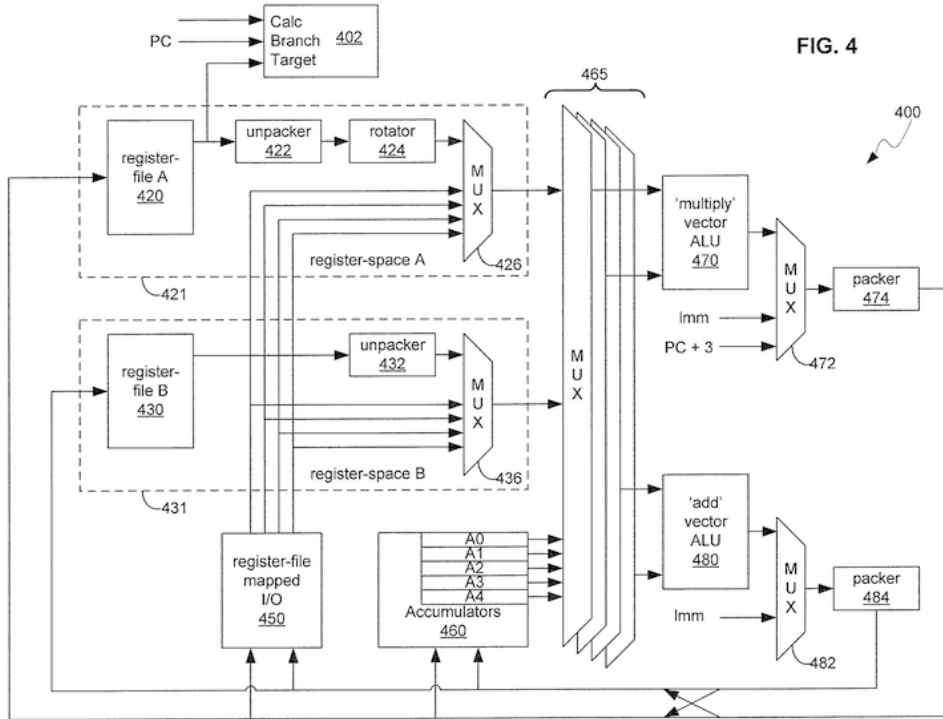 FIG. 4
400
Calc
Branch
Target
402
PC
465
register-
file A
420
unpacker
422
rotator
424
M
U
X
426
register-space A
421
'multiply'
vector
ALU
470
M
U
X
472
Imm
PC + 3
packer
474
register-
file B
430
unpacker
432
M
U
X
436
register-space B
431
M
U
X
register-file
mapped
I/O
450
A0
A1
A2
A3
A4
Accumulators
460
'add'
vector
ALU
480
M
U
X
482
Imm
packer
484